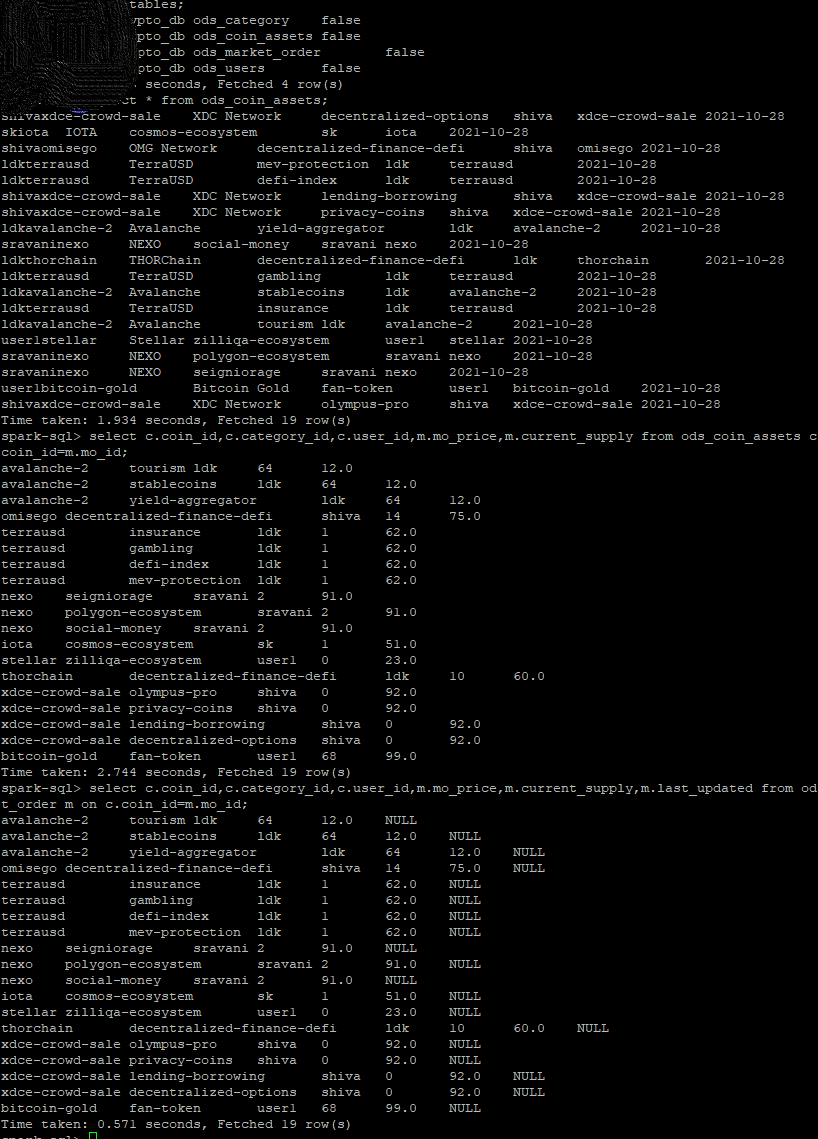 tables;
ypto_db ods_category false
pto_db ods_coin_assets false
pto_db ods_market_order false
pto_db ods_users false
seconds, Fetched 4 row(s)
ct * from ods_coin_assets;
shivaxdce-crowd-sale XDC Network decentralized-options shiva xdce-crowd-sale 2021-10-28
skiota IOTA cosmos-ecosystem sk iota 2021-10-28
shivaomisego OMG Network decentralized-finance-defi shiva omisego 2021-10-28
ldkterrausd TerraUSD mev-protection ldk terrausd 2021-10-28
ldkterrausd TerraUSD defi-index ldk terrausd 2021-10-28
shivaxdce-crowd-sale XDC Network lending-borrowing shiva xdce-crowd-sale 2021-10-28
shivaxdce-crowd-sale XDC Network privacy-coins shiva xdce-crowd-sale 2021-10-28
ldkavalanche-2 Avalanche yield-aggregator ldk avalanche-2 2021-10-28
sravaninexo NEXO social-money sravani nexo 2021-10-28
ldkthorchain THORChain decentralized-finance-defi ldk thorchain 2021-10-28
ldkterrausd TerraUSD gambling ldk terrausd 2021-10-28
ldkavalanche-2 Avalanche stablecoins ldk avalanche-2 2021-10-28
ldkterrausd TerraUSD insurance ldk terrausd 2021-10-28
ldkavalanche-2 Avalanche tourism ldk avalanche-2 2021-10-28
user1stellar Stellar zilliqa-ecosystem user1 stellar 2021-10-28
sravaninexo NEXO polygon-ecosystem sravani nexo 2021-10-28
sravaninexo NEXO seigniorage sravani nexo 2021-10-28
user1bitcoin-gold Bitcoin Gold fan-token user1 bitcoin-gold 2021-10-28
shivaxdce-crowd-sale XDC Network olympus-pro shiva xdce-crowd-sale 2021-10-28
Time taken: 1.934 seconds, Fetched 19 row(s)
spark-sql> select c.coin_id,c.category_id,c.user_id,m.mo_price,m.current_supply from ods_coin_assets c
coin_id=m.mo_id;
avalanche-2 tourism ldk 64 12.0
avalanche-2 stablecoins ldk 64 12.0
avalanche-2 yield-aggregator ldk 64 12.0
omisego decentralized-finance-defi shiva 14 75.0
terrausd insurance ldk 1 62.0
terrausd gambling ldk 1 62.0
terrausd defi-index ldk 1 62.0
terrausd mev-protection ldk 1 62.0
nexo seigniorage sravani 2 91.0
nexo polygon-ecosystem sravani 2 91.0
nexo social-money sravani 2 91.0
iota cosmos-ecosystem sk 1 51.0
stellar zilliqa-ecosystem user1 0 23.0
thorchain decentralized-finance-defi ldk 10 60.0
xdce-crowd-sale olympus-pro shiva 0 92.0
xdce-crowd-sale privacy-coins shiva 0 92.0
xdce-crowd-sale lending-borrowing shiva 0 92.0
xdce-crowd-sale decentralized-options shiva 0 92.0
bitcoin-gold fan-token user1 68 99.0
Time taken: 2.744 seconds, Fetched 19 row(s)
spark-sql> select c.coin_id,c.category_id,c.user_id,m.mo_price,m.current_supply,m.last_updated from od
t_order m on c.coin_id=m.mo_id;
avalanche-2 tourism ldk 64 12.0 NULL
avalanche-2 stablecoins ldk 64 12.0 NULL
avalanche-2 yield-aggregator ldk 64 12.0 NULL
omisego decentralized-finance-defi shiva 14 75.0 NULL
terrausd insurance ldk 1 62.0 NULL
terrausd gambling ldk 1 62.0 NULL
terrausd defi-index ldk 1 62.0 NULL
terrausd mev-protection ldk 1 62.0 NULL
nexo seigniorage sravani 2 91.0 NULL
nexo polygon-ecosystem sravani 2 91.0 NULL
nexo social-money sravani 2 91.0 NULL
iota cosmos-ecosystem sk 1 51.0 NULL
stellar zilliqa-ecosystem user1 0 23.0 NULL
thorchain decentralized-finance-defi ldk 10 60.0 NULL
xdce-crowd-sale olympus-pro shiva 0 92.0 NULL
xdce-crowd-sale privacy-coins shiva 0 92.0 NULL
xdce-crowd-sale lending-borrowing shiva 0 92.0 NULL
xdce-crowd-sale decentralized-options shiva 0 92.0 NULL
bitcoin-gold fan-token user1 68 99.0 NULL
Time taken: 0.571 seconds, Fetched 19 row(s)
spark-sql>